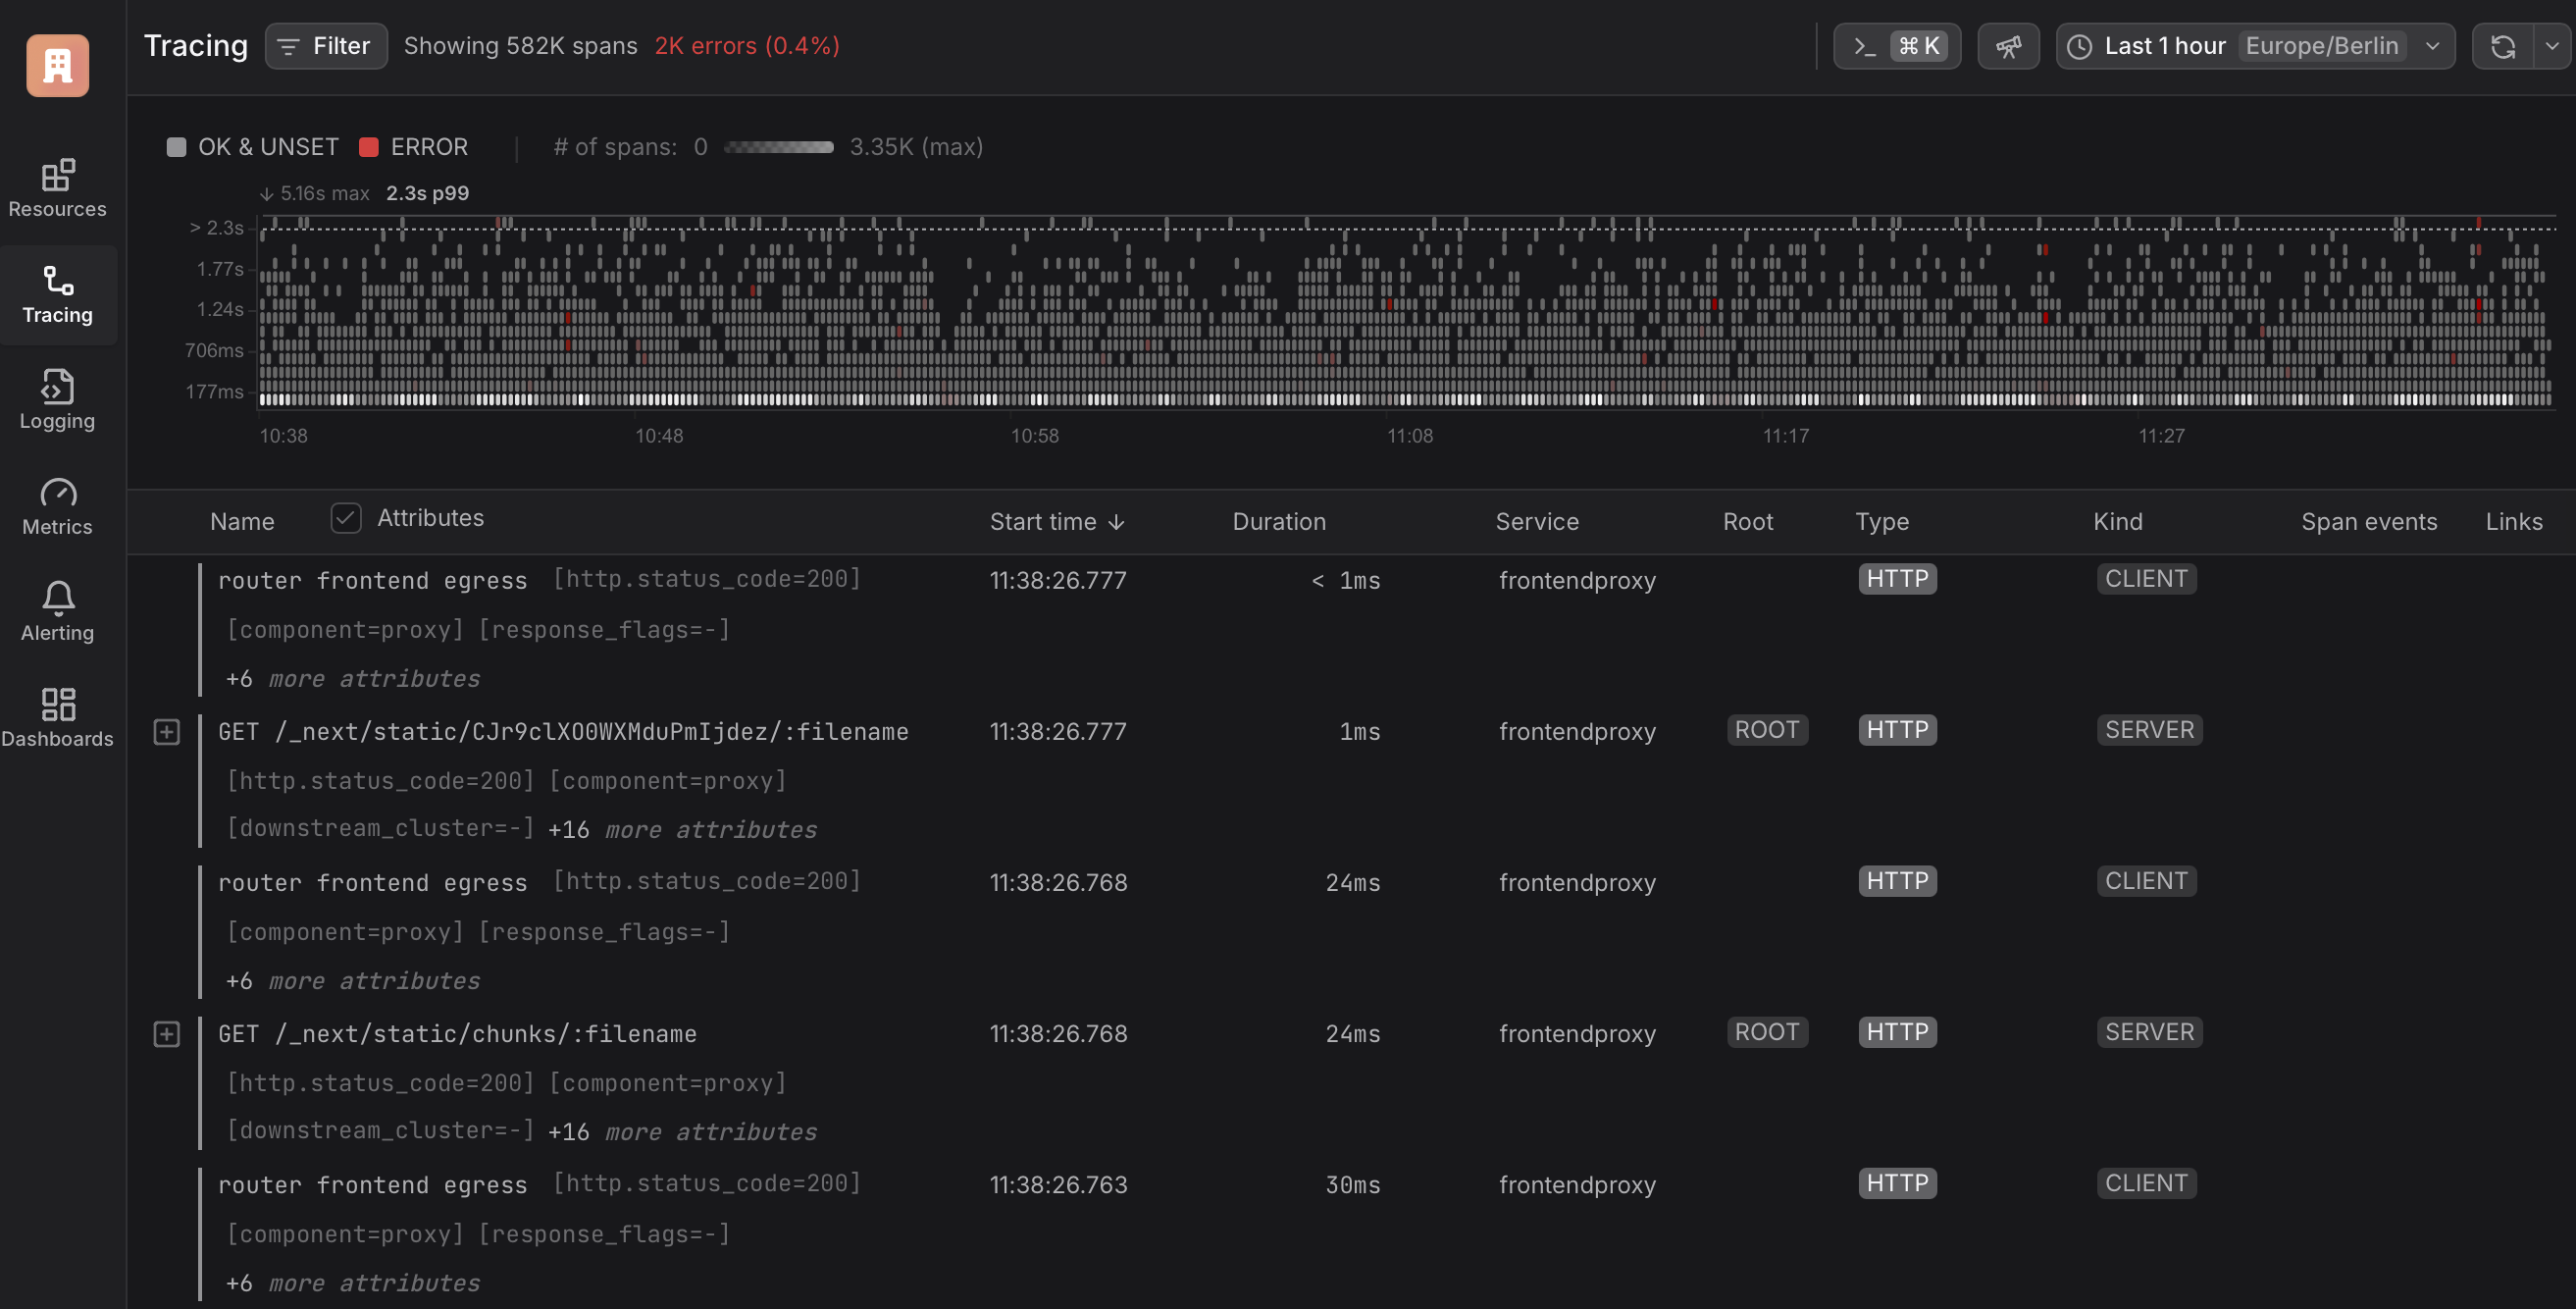 Tracing Filter Showing 582K spans 2K errors (0.4%) >_ ⌘ K Last 1 hour Europe/Berlin
Resources
Tracing
Logging
Metrics
Alerting
Dashboards
OK & UNSET ERROR # of spans: 0 3.35K (max)
↓ 5.16s max 2.3s p99
> 2.3s
1.77s
1.24s
706ms
177ms
10:38 10:48 10:58 11:08 11:17 11:27
Name Attributes Start time ↓ Duration Service Root Type Kind Span events Links
router frontend egress [http.status_code=200] 11:38:26.777 < 1ms frontendproxy HTTP CLIENT
[component=proxy] [response_flags=-]
+6 more attributes
GET /_next/static/CJr9clXO0WXMduPmIjdez/:filename 11:38:26.777 1ms frontendproxy ROOT HTTP SERVER
[http.status_code=200] [component=proxy]
[downstream_cluster=-] +16 more attributes
router frontend egress [http.status_code=200] 11:38:26.768 24ms frontendproxy HTTP CLIENT
[component=proxy] [response_flags=-]
+6 more attributes
GET /_next/static/chunks/:filename 11:38:26.768 24ms frontendproxy ROOT HTTP SERVER
[http.status_code=200] [component=proxy]
[downstream_cluster=-] +16 more attributes
router frontend egress [http.status_code=200] 11:38:26.763 30ms frontendproxy HTTP CLIENT
[component=proxy] [response_flags=-]
+6 more attributes